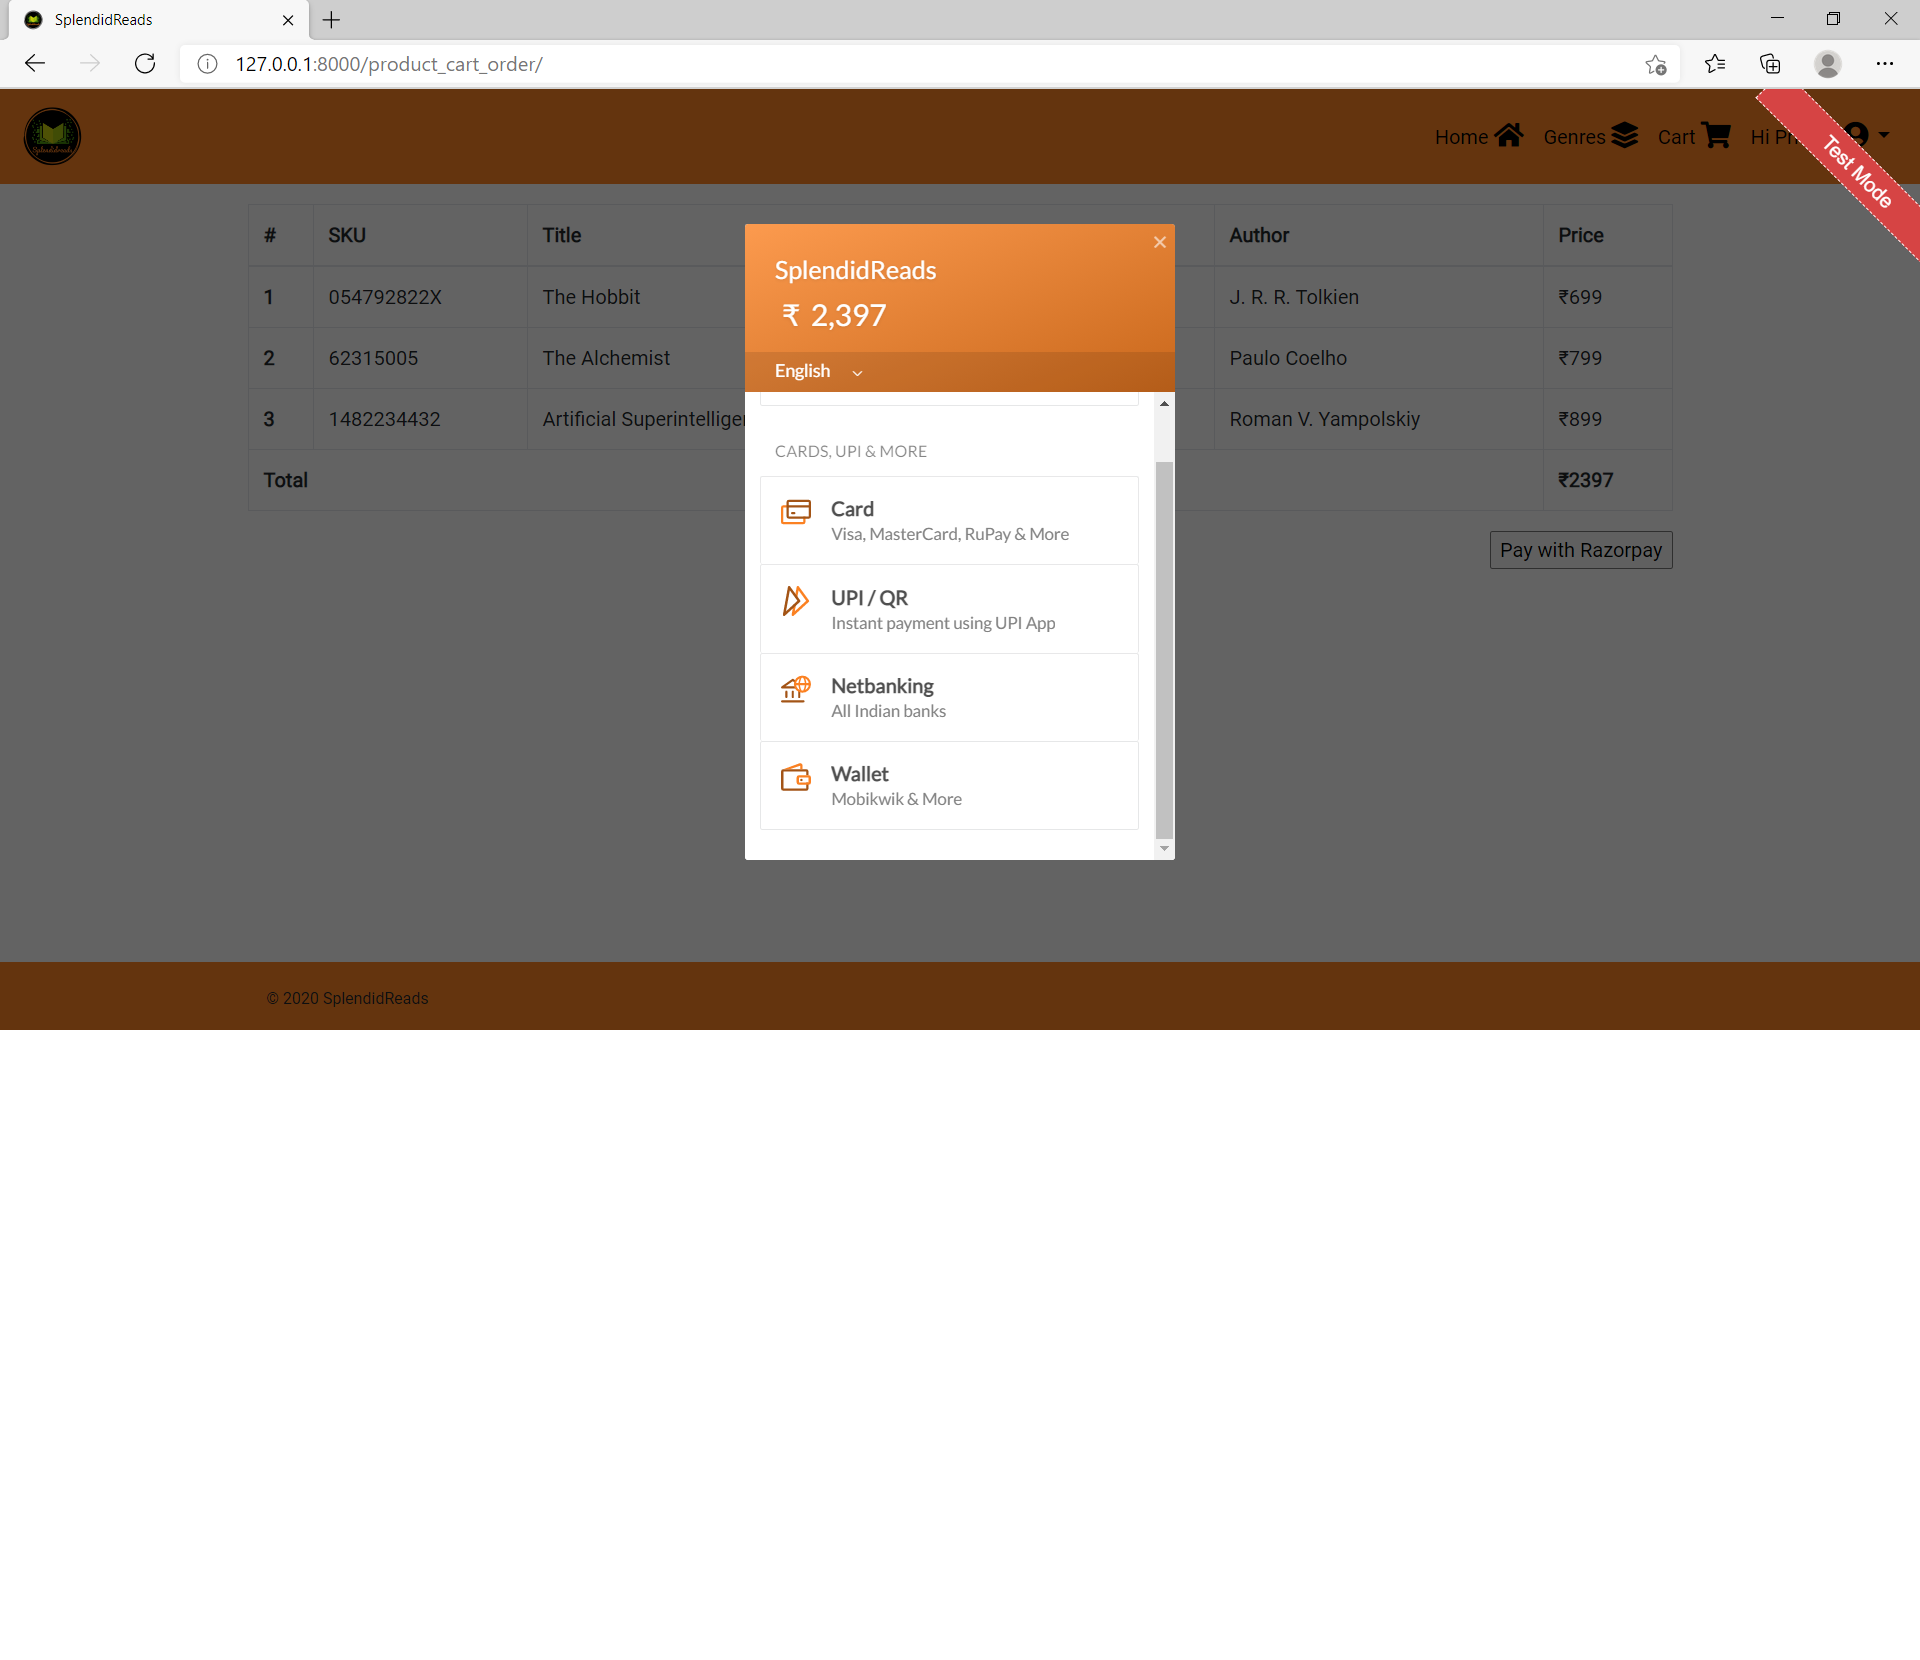 SplendidReads
127.0.0.1:8000/product_cart_order/
Home Genres Cart Hi
Test Mode
# SKU Title Author Price
1 054792822X The Hobbit J. R. R. Tolkien ₹699
2 62315005 The Alchemist Paulo Coelho ₹799
3 1482234432 Artificial Roman V. Yampolskiy ₹899
Total ₹2397
Pay with Razorpay
SplendidReads
₹ 2,397
English
CARDS, UPI & MORE
Card
Visa, MasterCard, RuPay & More
UPI / QR
Instant payment using UPI App
Netbanking
All Indian banks
Wallet
Mobikwik & More
© 2020 SplendidReads